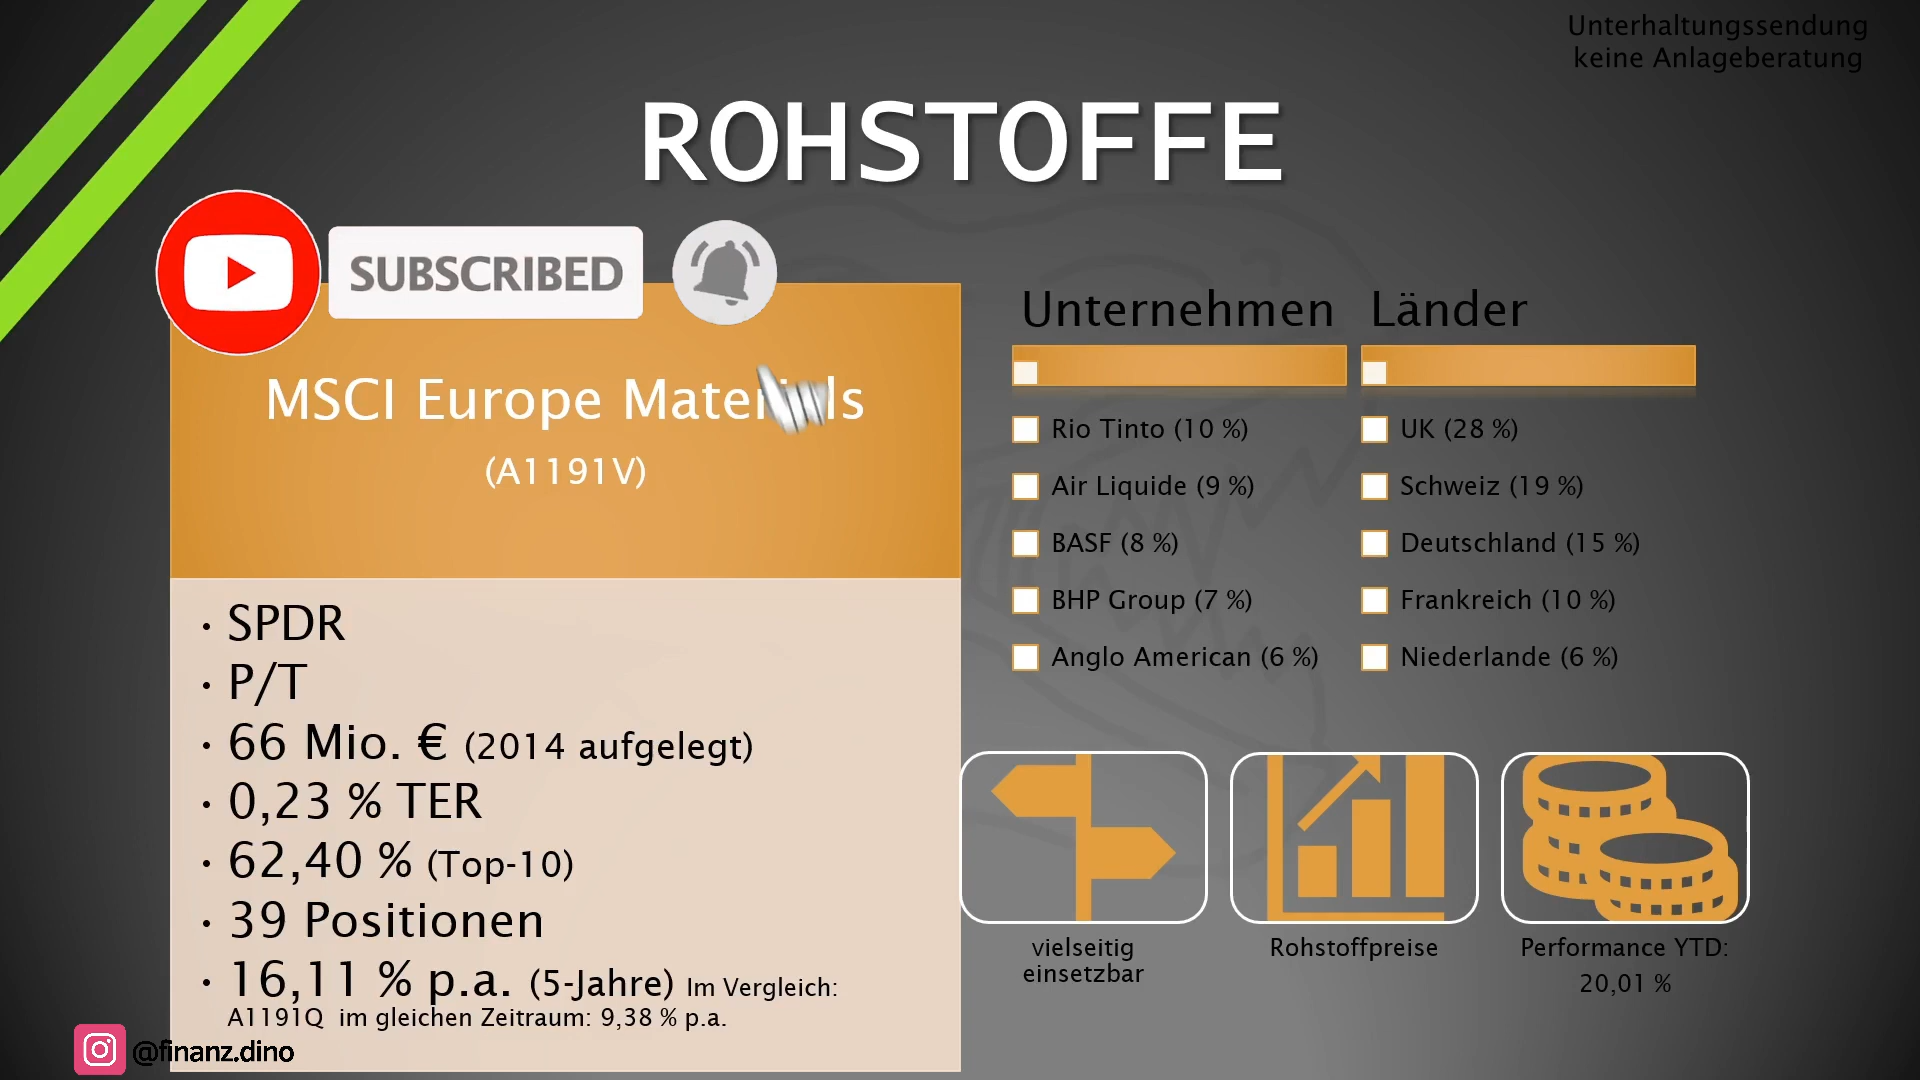 Unterhaltungssendung
keine Anlageberatung
ROHSTOFFE
SUBSCRIBED
MSCI Europe Materials
(A1191V)
· SPDR
· P/T
· 66 Mio. € (2014 aufgelegt)
· 0,23 % TER
· 62,40 % (Top-10)
· 39 Positionen
· 16,11 % p.a. (5-Jahre) Im Vergleich:
A1191Q im gleichen Zeitraum: 9,38 % p.a.
@finanz.dino
Unternehmen
Rio Tinto (10 %)
Air Liquide (9 %)
BASF (8 %)
BHP Group (7 %)
Anglo American (6 %)
Länder
UK (28 %)
Schweiz (19 %)
Deutschland (15 %)
Frankreich (10 %)
Niederlande (6 %)
vielseitig
einsetzbar
Rohstoffpreise
Performance YTD:
20,01 %